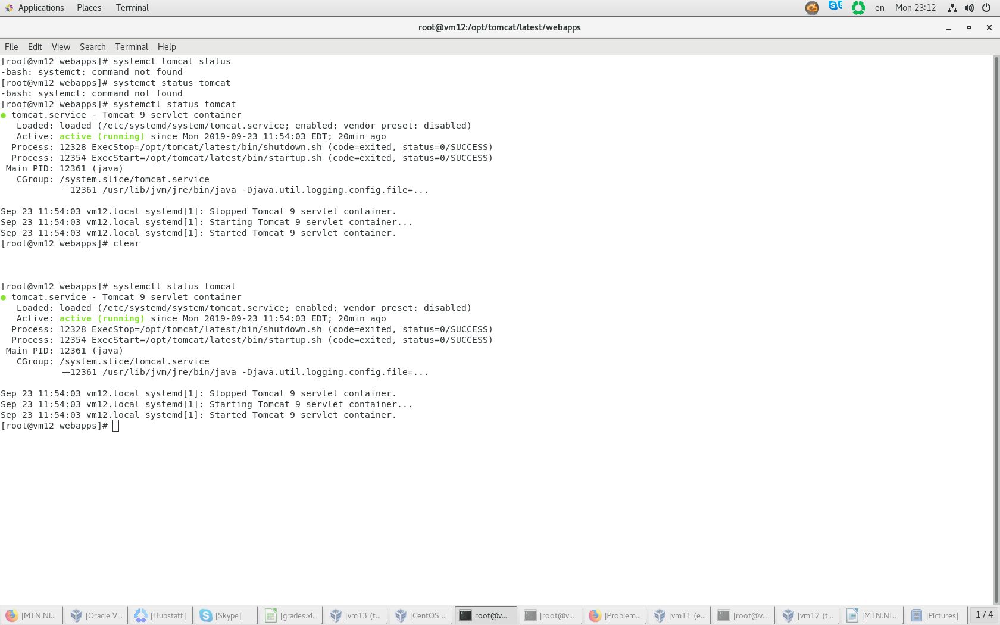 Applications Places Terminal en Mon 23:12
root@vm12:/opt/tomcat/latest/webapps
File Edit View Search Terminal Help
[root@vm12 webapps]# systemct tomcat status
-bash: systemct: command not found
[root@vm12 webapps]# systemct status tomcat
-bash: systemct: command not found
[root@vm12 webapps]# systemctl status tomcat
● tomcat.service - Tomcat 9 servlet container
   Loaded: loaded (/etc/systemd/system/tomcat.service; enabled; vendor preset: disabled)
   Active: active (running) since Mon 2019-09-23 11:54:03 EDT; 20min ago
  Process: 12328 ExecStop=/opt/tomcat/latest/bin/shutdown.sh (code=exited, status=0/SUCCESS)
  Process: 12354 ExecStart=/opt/tomcat/latest/bin/startup.sh (code=exited, status=0/SUCCESS)
 Main PID: 12361 (java)
   CGroup: /system.slice/tomcat.service
           └─12361 /usr/lib/jvm/jre/bin/java -Djava.util.logging.config.file=...
Sep 23 11:54:03 vm12.local systemd[1]: Stopped Tomcat 9 servlet container.
Sep 23 11:54:03 vm12.local systemd[1]: Starting Tomcat 9 servlet container...
Sep 23 11:54:03 vm12.local systemd[1]: Started Tomcat 9 servlet container.
[root@vm12 webapps]# clear
[root@vm12 webapps]# systemctl status tomcat
● tomcat.service - Tomcat 9 servlet container
   Loaded: loaded (/etc/systemd/system/tomcat.service; enabled; vendor preset: disabled)
   Active: active (running) since Mon 2019-09-23 11:54:03 EDT; 20min ago
  Process: 12328 ExecStop=/opt/tomcat/latest/bin/shutdown.sh (code=exited, status=0/SUCCESS)
  Process: 12354 ExecStart=/opt/tomcat/latest/bin/startup.sh (code=exited, status=0/SUCCESS)
 Main PID: 12361 (java)
   CGroup: /system.slice/tomcat.service
           └─12361 /usr/lib/jvm/jre/bin/java -Djava.util.logging.config.file=...
Sep 23 11:54:03 vm12.local systemd[1]: Stopped Tomcat 9 servlet container.
Sep 23 11:54:03 vm12.local systemd[1]: Starting Tomcat 9 servlet container...
Sep 23 11:54:03 vm12.local systemd[1]: Started Tomcat 9 servlet container.
[root@vm12 webapps]#
[MTN.NI... [Oracle V... [Hubstaff] [Skype] [grades.xl... [vm13 (t... [CentOS ... root@v... [root@v... [Problem... [vm11 (e... [root@v... [vm12 (t... [MTN.NI... [Pictures] 1 / 4